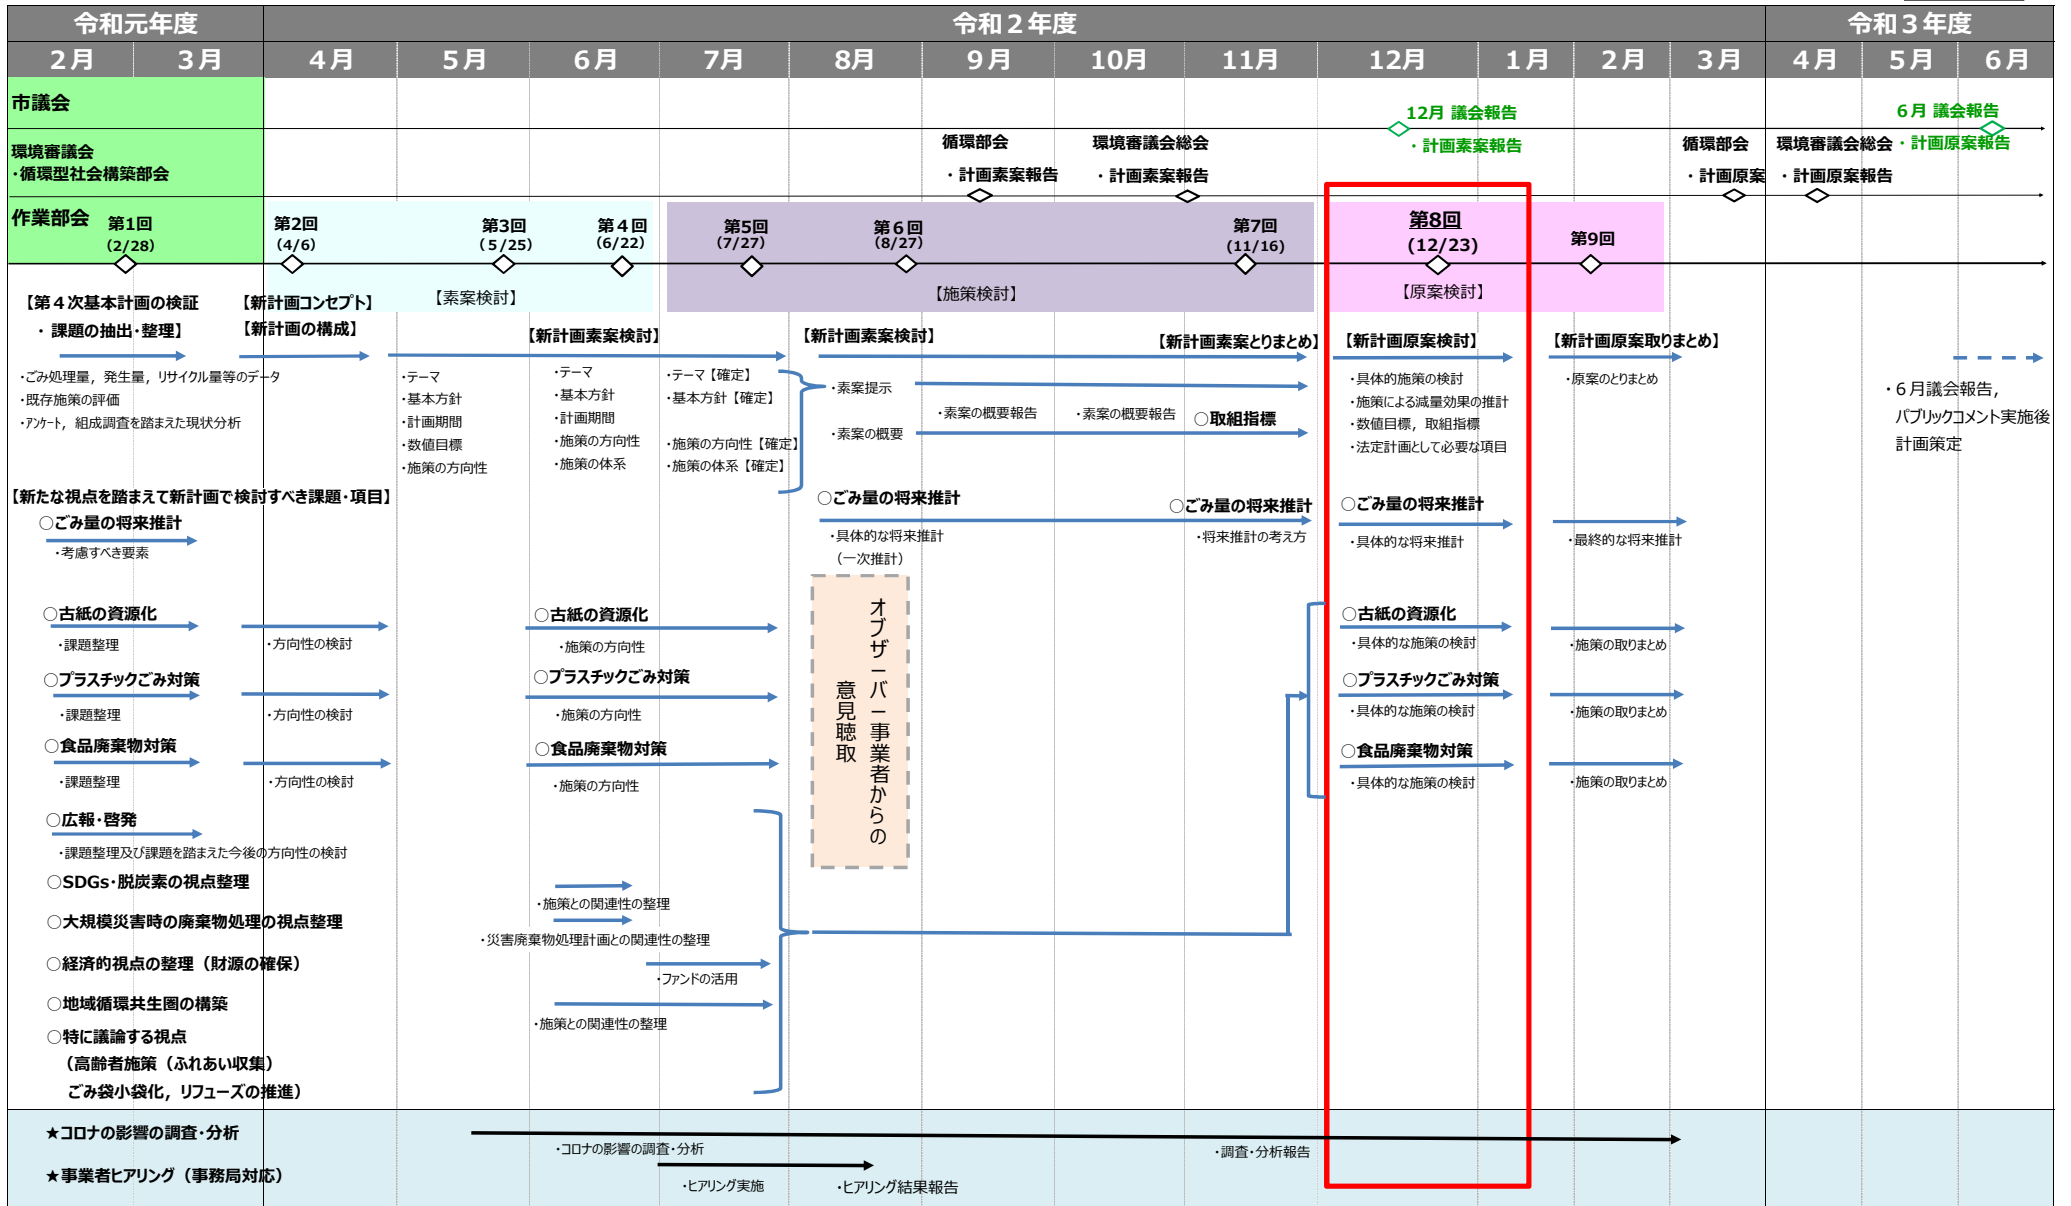 令和元年度
令和２年度
令和３年度
２月
３月
４月
５月
６月
７月
８月
９月
10月
11月
12月
１月
２月
３月
４月
５月
６月
市議会
12月 議会報告
・計画素案報告
６月 議会報告
・計画原案報告
環境審議会
・循環型社会構築部会
循環部会
・計画素案報告
環境審議会総会
・計画素案報告
循環部会
・計画原案
環境審議会総会
・計画原案報告
作業部会
第1回
(2/28)
第2回
(4/6)
第3回
(５/25)
第４回
(6/22)
第5回
(7/27)
第６回
(8/27)
第7回
(11/16)
第8回
(12/23)
第9回
【素案検討】
【施策検討】
【原案検討】
【第４次基本計画の検証
・課題の抽出・整理】
【新計画コンセプト】
【新計画の構成】
【新計画素案検討】
【新計画素案検討】
【新計画素案とりまとめ】
【新計画原案検討】
【新計画原案取りまとめ】
・ごみ処理量，発生量，リサイクル量等のデータ
・既存施策の評価
・アンケート，組成調査を踏まえた現状分析
・テーマ
・基本方針
・計画期間
・数値目標
・施策の方向性
・テーマ
・基本方針
・計画期間
・施策の方向性
・施策の体系
・テーマ【確定】
・基本方針【確定】
・施策の方向性【確定】
・施策の体系【確定】
・素案提示
・素案の概要
・素案の概要報告
・素案の概要報告
○取組指標
・具体的施策の検討
・施策による減量効果の推計
・数値目標，取組指標
・法定計画として必要な項目
・原案のとりまとめ
・６月議会報告，
パブリックコメント実施後
計画策定
【新たな視点を踏まえて新計画で検討すべき課題・項目】
○ごみ量の将来推計
・考慮すべき要素
○ごみ量の将来推計
・具体的な将来推計
（一次推計）
○ごみ量の将来推計
・将来推計の考え方
○ごみ量の将来推計
・具体的な将来推計
・最終的な将来推計
オブザーバー事業者からの
意見聴取
○古紙の資源化
・課題整理
・方向性の検討
○古紙の資源化
・施策の方向性
○古紙の資源化
・具体的な施策の検討
・施策の取りまとめ
○プラスチックごみ対策
・課題整理
・方向性の検討
○プラスチックごみ対策
・施策の方向性
○プラスチックごみ対策
・具体的な施策の検討
・施策の取りまとめ
○食品廃棄物対策
・課題整理
・方向性の検討
○食品廃棄物対策
・施策の方向性
○食品廃棄物対策
・具体的な施策の検討
・施策の取りまとめ
○広報・啓発
・課題整理及び課題を踏まえた今後の方向性の検討
○SDGs・脱炭素の視点整理
・施策との関連性の整理
○大規模災害時の廃棄物処理の視点整理
・災害廃棄物処理計画との関連性の整理
○経済的視点の整理（財源の確保）
・ファンドの活用
○地域循環共生圏の構築
・施策との関連性の整理
○特に議論する視点
（高齢者施策（ふれあい収集）
ごみ袋小袋化，リフューズの推進）
★コロナの影響の調査・分析
・コロナの影響の調査・分析
・調査・分析報告
★事業者ヒアリング（事務局対応）
・ヒアリング実施
・ヒアリング結果報告